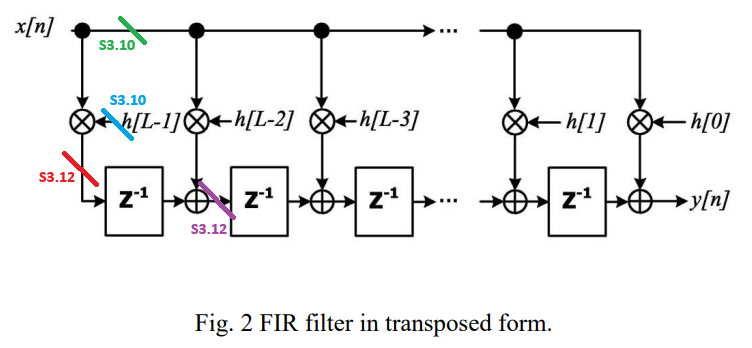 x[n]
...
S3.10
S3.10
h[L-1]
h[L-2]
h[L-3]
h[1]
h[0]
S3.12
z-1
z-1
z-1
...
z-1
y[n]
S3.12
Fig. 2 FIR filter in transposed form.